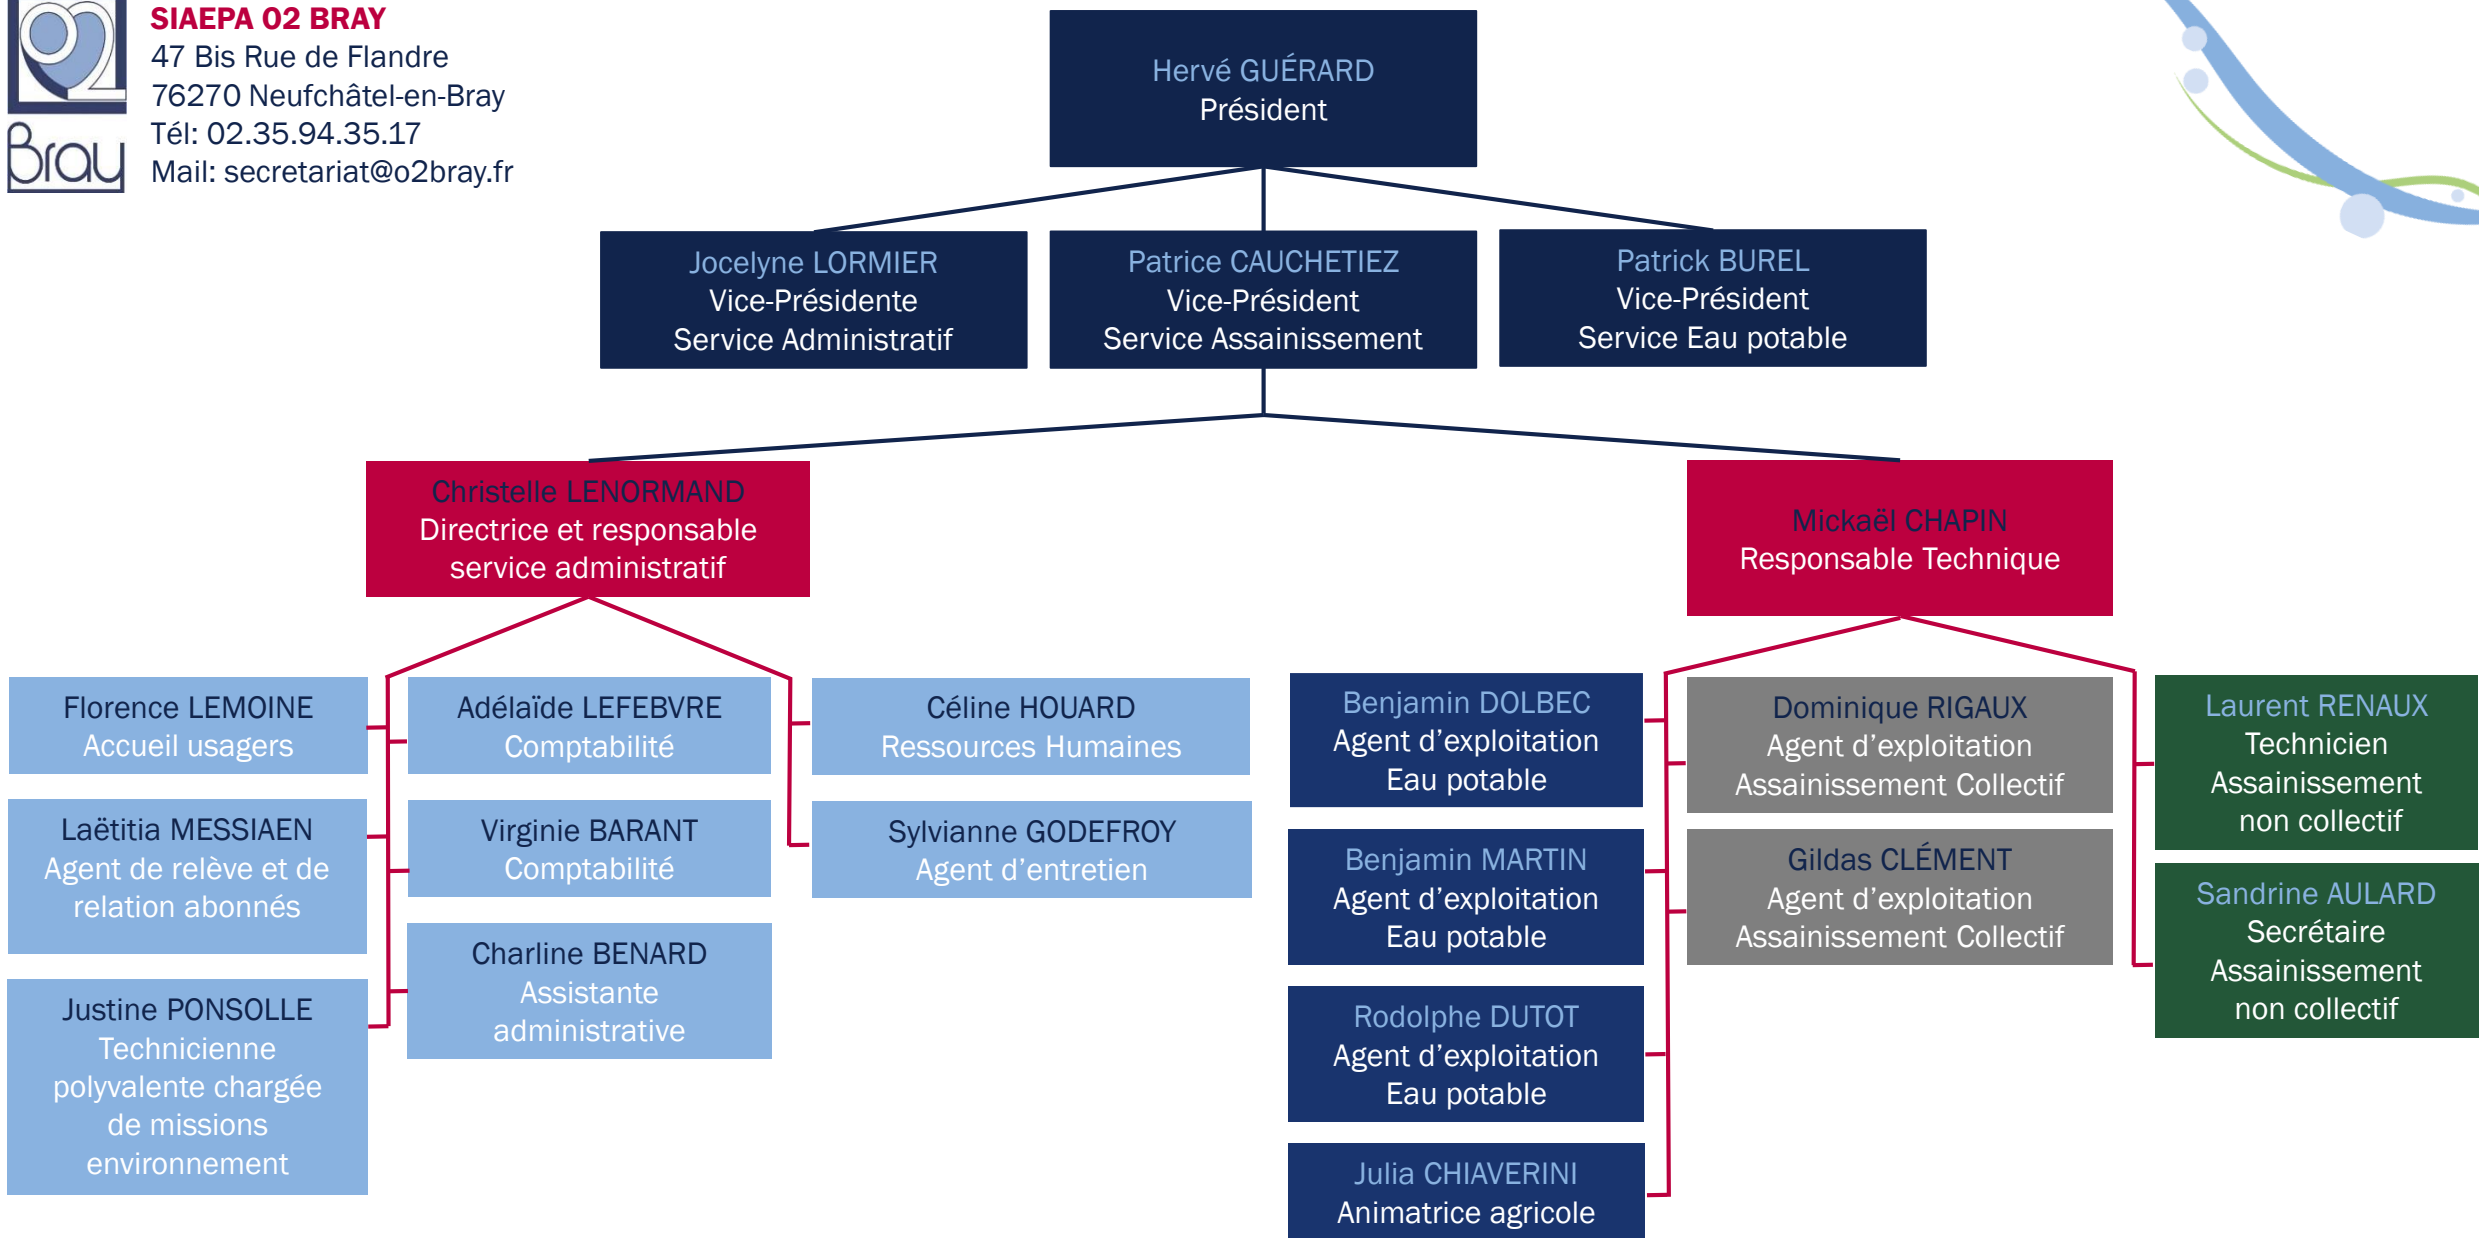 SIAEPA O2 BRAY
47 Bis Rue de Flandre
76270 Neufchâtel-en-Bray
Tél: 02.35.94.35.17
Mail: secretariat@o2bray.fr
O2
Bray
Hervé GUÉRARD
Président
Jocelyne LORMIER
Vice-Présidente
Service Administratif
Patrice CAUCHETIEZ
Vice-Président
Service Assainissement
Patrick BUREL
Vice-Président
Service Eau potable
Christelle LENORMAND
Directrice et responsable
service administratif
Mickaël CHAPIN
Responsable Technique
Florence LEMOINE
Accueil usagers
Laëtitia MESSIAEN
Agent de relève et de
relation abonnés
Justine PONSOLLE
Technicienne
polyvalente chargée
de missions
environnement
Adélaïde LEFEBVRE
Comptabilité
Virginie BARANT
Comptabilité
Charline BENARD
Assistante
administrative
Céline HOUARD
Ressources Humaines
Sylvianne GODEFROY
Agent d’entretien
Benjamin DOLBEC
Agent d’exploitation
Eau potable
Benjamin MARTIN
Agent d’exploitation
Eau potable
Rodolphe DUTOT
Agent d’exploitation
Eau potable
Julia CHIAVERINI
Animatrice agricole
Dominique RIGAUX
Agent d’exploitation
Assainissement Collectif
Gildas CLÉMENT
Agent d’exploitation
Assainissement Collectif
Laurent RENAUX
Technicien
Assainissement
non collectif
Sandrine AULARD
Secrétaire
Assainissement
non collectif